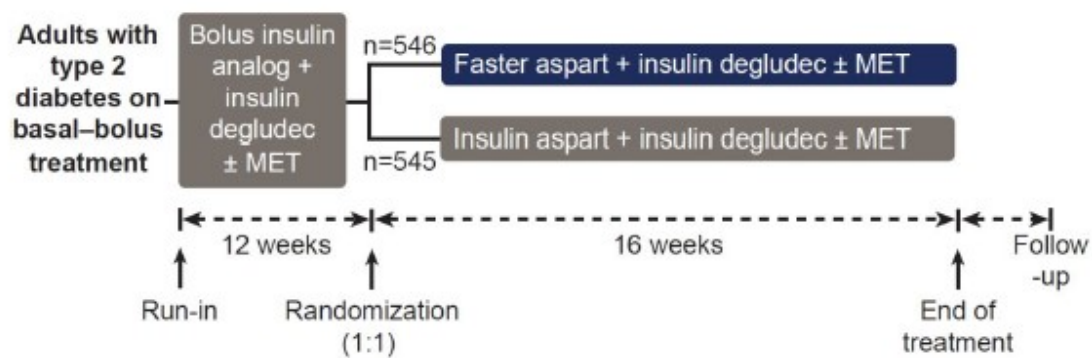 Adults with
type 2
diabetes on
basal–bolus
treatment
Bolus insulin
analog +
insulin
degludec
± MET
n=546
Faster aspart + insulin degludec ± MET
Insulin aspart + insulin degludec ± MET
n=545
12 weeks
16 weeks
Follow
-up
Run-in
Randomization
(1:1)
End of
treatment